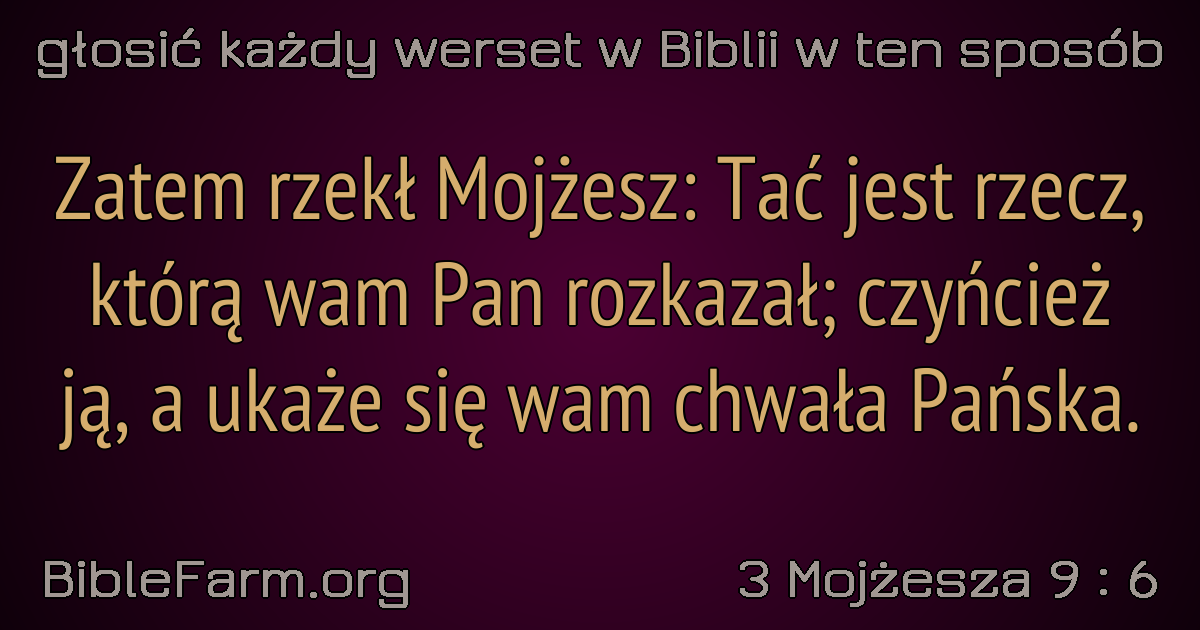 głosić każdy werset w Biblii w ten sposób
Zatem rzekł Mojżesz: Tać jest rzecz,
którą wam Pan rozkazał; czyńcież
ją, a ukaże się wam chwała Pańska.
BibleFarm.org
3 Mojżesza 9 : 6